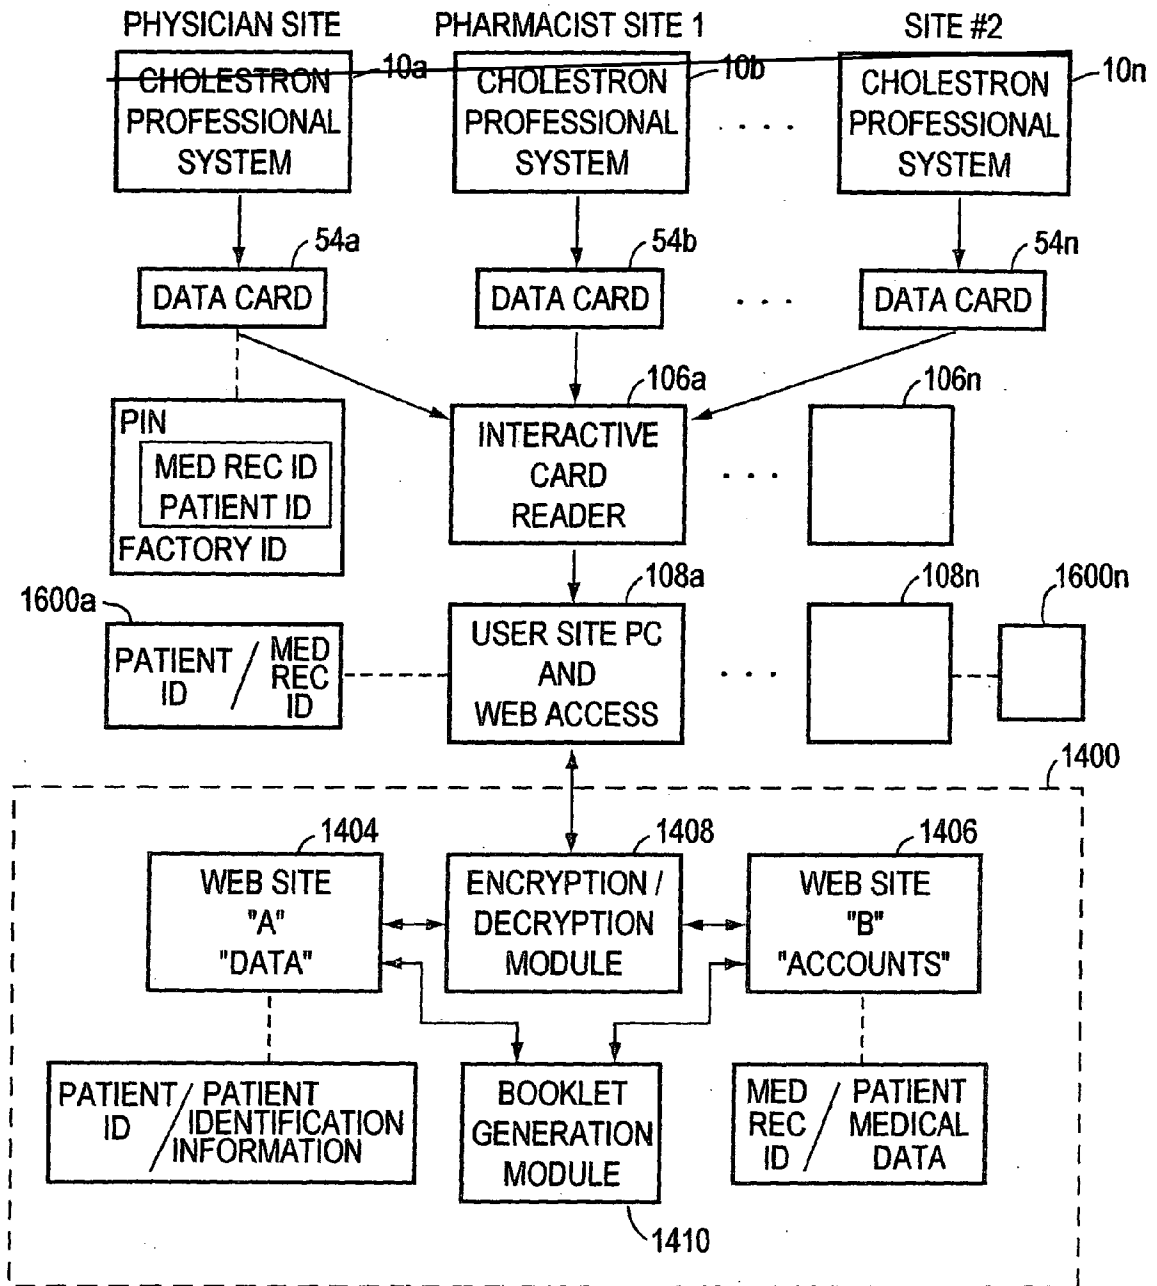 PHYSICIAN SITE
PHARMACIST SITE 1
SITE #2
10a
10b
10n
CHOLESTRON
PROFESSIONAL
SYSTEM
CHOLESTRON
PROFESSIONAL
SYSTEM
CHOLESTRON
PROFESSIONAL
SYSTEM
54a
54b
54n
DATA CARD
DATA CARD
DATA CARD
106a
106n
PIN
MED REC ID
PATIENT ID
FACTORY ID
INTERACTIVE
CARD
READER
1600a
108a
108n
1600n
PATIENT
ID
/
MED
REC
ID
USER SITE PC
AND
WEB ACCESS
1400
1404
1408
1406
WEB SITE
"A"
"DATA"
ENCRYPTION /
DECRYPTION
MODULE
WEB SITE
"B"
"ACCOUNTS"
PATIENT
ID
/
PATIENT
IDENTIFICATION
INFORMATION
BOOKLET
GENERATION
MODULE
MED
REC
ID
/
PATIENT
MEDICAL
DATA
1410